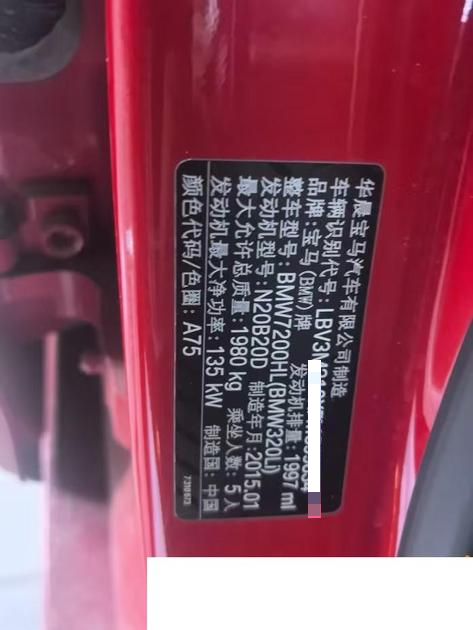 华晨宝马汽车有限公司制造
车辆识别代号: LBV3M
品牌: 宝马(BMW)牌
整车型号: BMW7200HL(BMW320Li)
发动机排量: 1997 ml
发动机型号: N20B20D 制造年月: 2015.01
最大允许总质量: 1980 kg 乘坐人数: 5 人
发动机最大净功率: 135 kW 制造国: 中国
颜色代码/色圈: A75